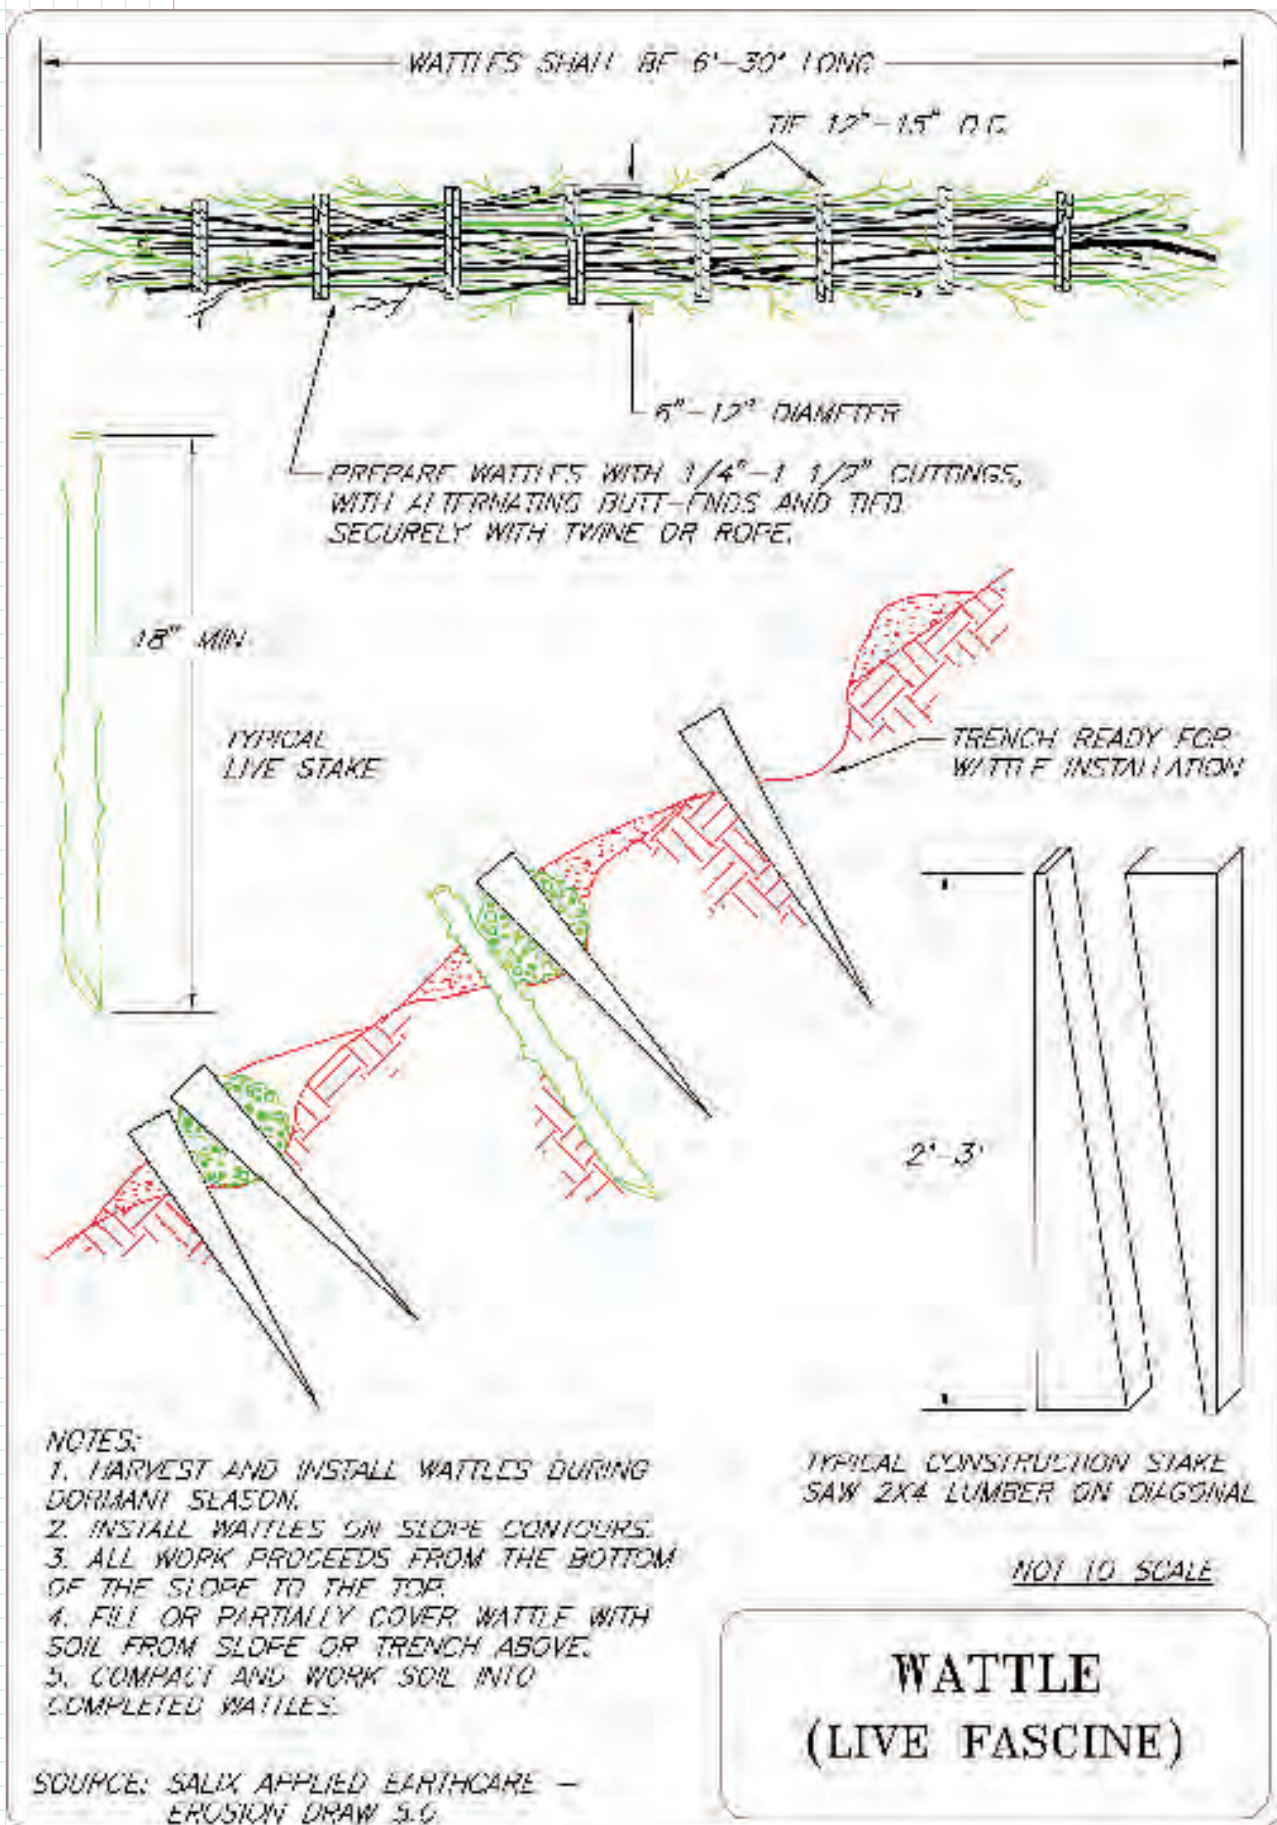 WATTLES SHALL BE 6'-30' LONG
TIE 12"-15" O.C.
6"-12" DIAMETER
PREPARE WATTLES WITH 1/4"-1 1/2" CUTTINGS,
WITH ALTERNATING BUTT-ENDS AND TIED
SECURELY WITH TWINE OR ROPE.
18" MIN
TYPICAL
LIVE STAKE
TRENCH READY FOR
WATTLE INSTALLATION
2'-3'
NOTES:
1. HARVEST AND INSTALL WATTLES DURING
DORMANT SEASON.
2. INSTALL WATTLES ON SLOPE CONTOURS.
3. ALL WORK PROCEEDS FROM THE BOTTOM
OF THE SLOPE TO THE TOP.
4. FILL OR PARTIALLY COVER WATTLE WITH
SOIL FROM SLOPE OR TRENCH ABOVE.
5. COMPACT AND WORK SOIL INTO
COMPLETED WATTLES.
TYPICAL CONSTRUCTION STAKE
SAW 2X4 LUMBER ON DIAGONAL
NOT TO SCALE
WATTLE
(LIVE FASCINE)
SOURCE: SALIX APPLIED EARTHCARE -
EROSION DRAW 5.0